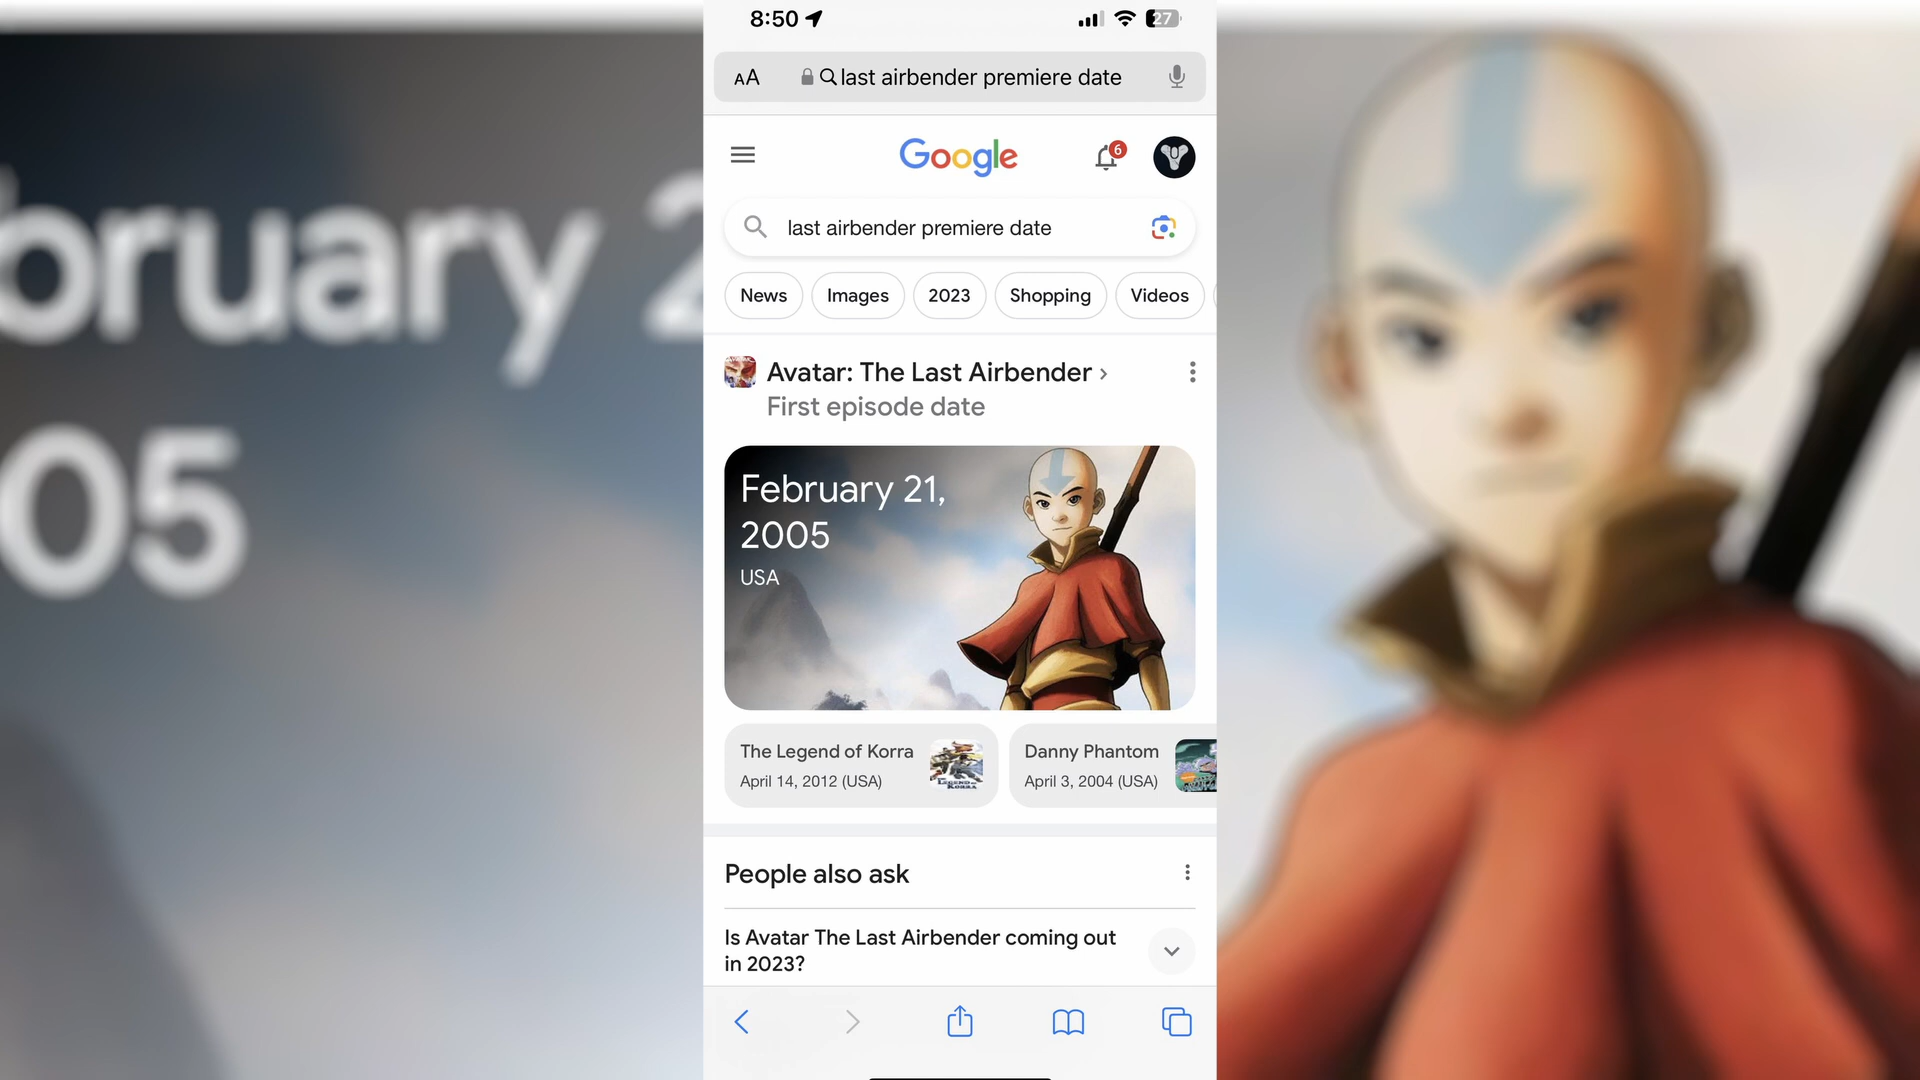 8:50
27
AA
last airbender premiere date
Google
6
last airbender premiere date
News
Images
2023
Shopping
Videos
Avatar: The Last Airbender
First episode date
February 21,
2005
USA
The Legend of Korra
April 14, 2012 (USA)
Danny Phantom
April 3, 2004 (USA)
People also ask
Is Avatar The Last Airbender coming out
in 2023?
bruary 2
05